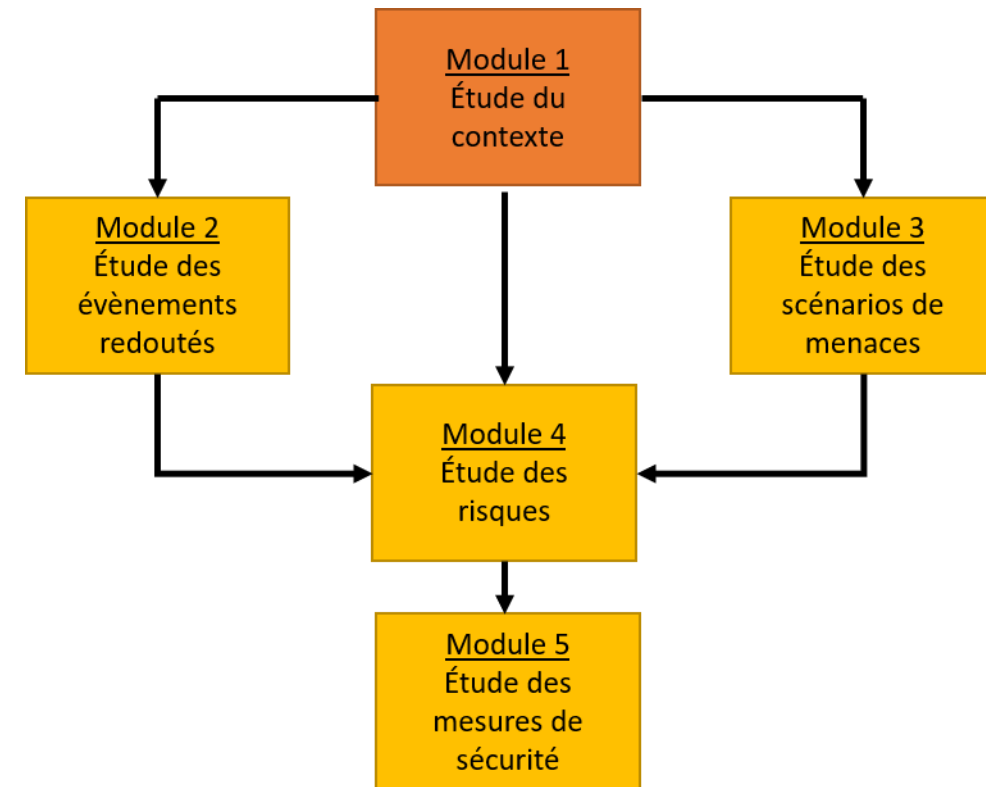 Module 1
Étude du
contexte
Module 2
Étude des
évènements
redoutés
Module 3
Étude des
scénarios de
menaces
Module 4
Étude des
risques
Module 5
Étude des
mesures de
sécurité